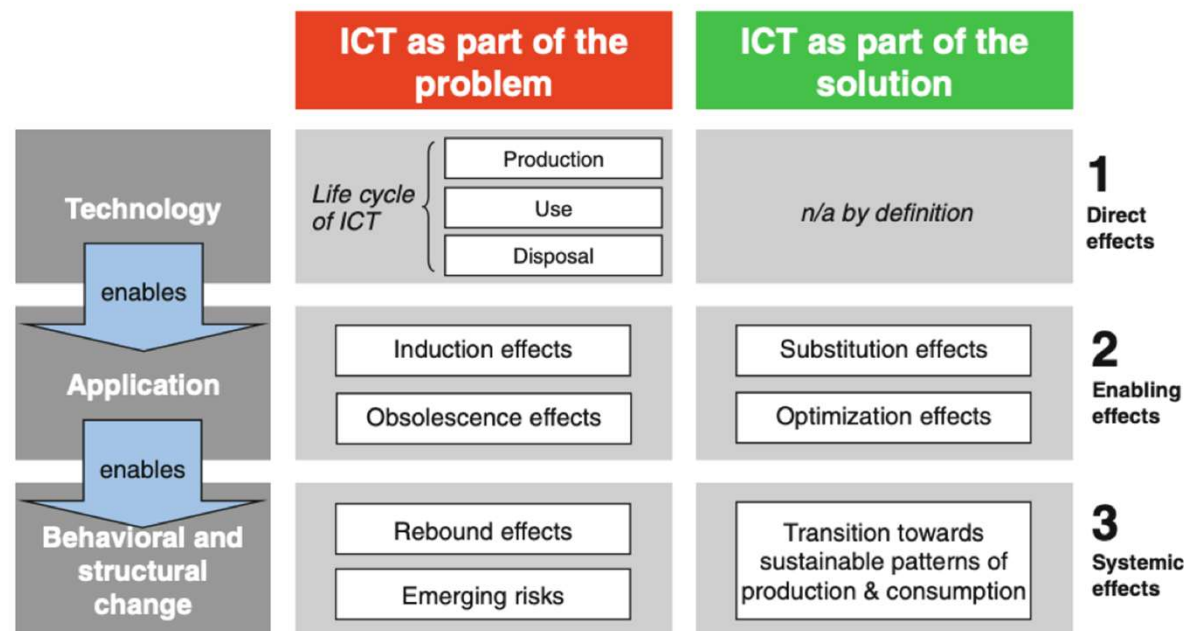 ICT as part of the
problem
ICT as part of the
solution
Technology
Life cycle
of ICT
Production
Use
Disposal
n/a by definition
1
Direct
effects
enables
Application
Induction effects
Obsolescence effects
Substitution effects
Optimization effects
2
Enabling
effects
enables
Behavioral and
structural
change
Rebound effects
Emerging risks
Transition towards
sustainable patterns of
production & consumption
3
Systemic
effects